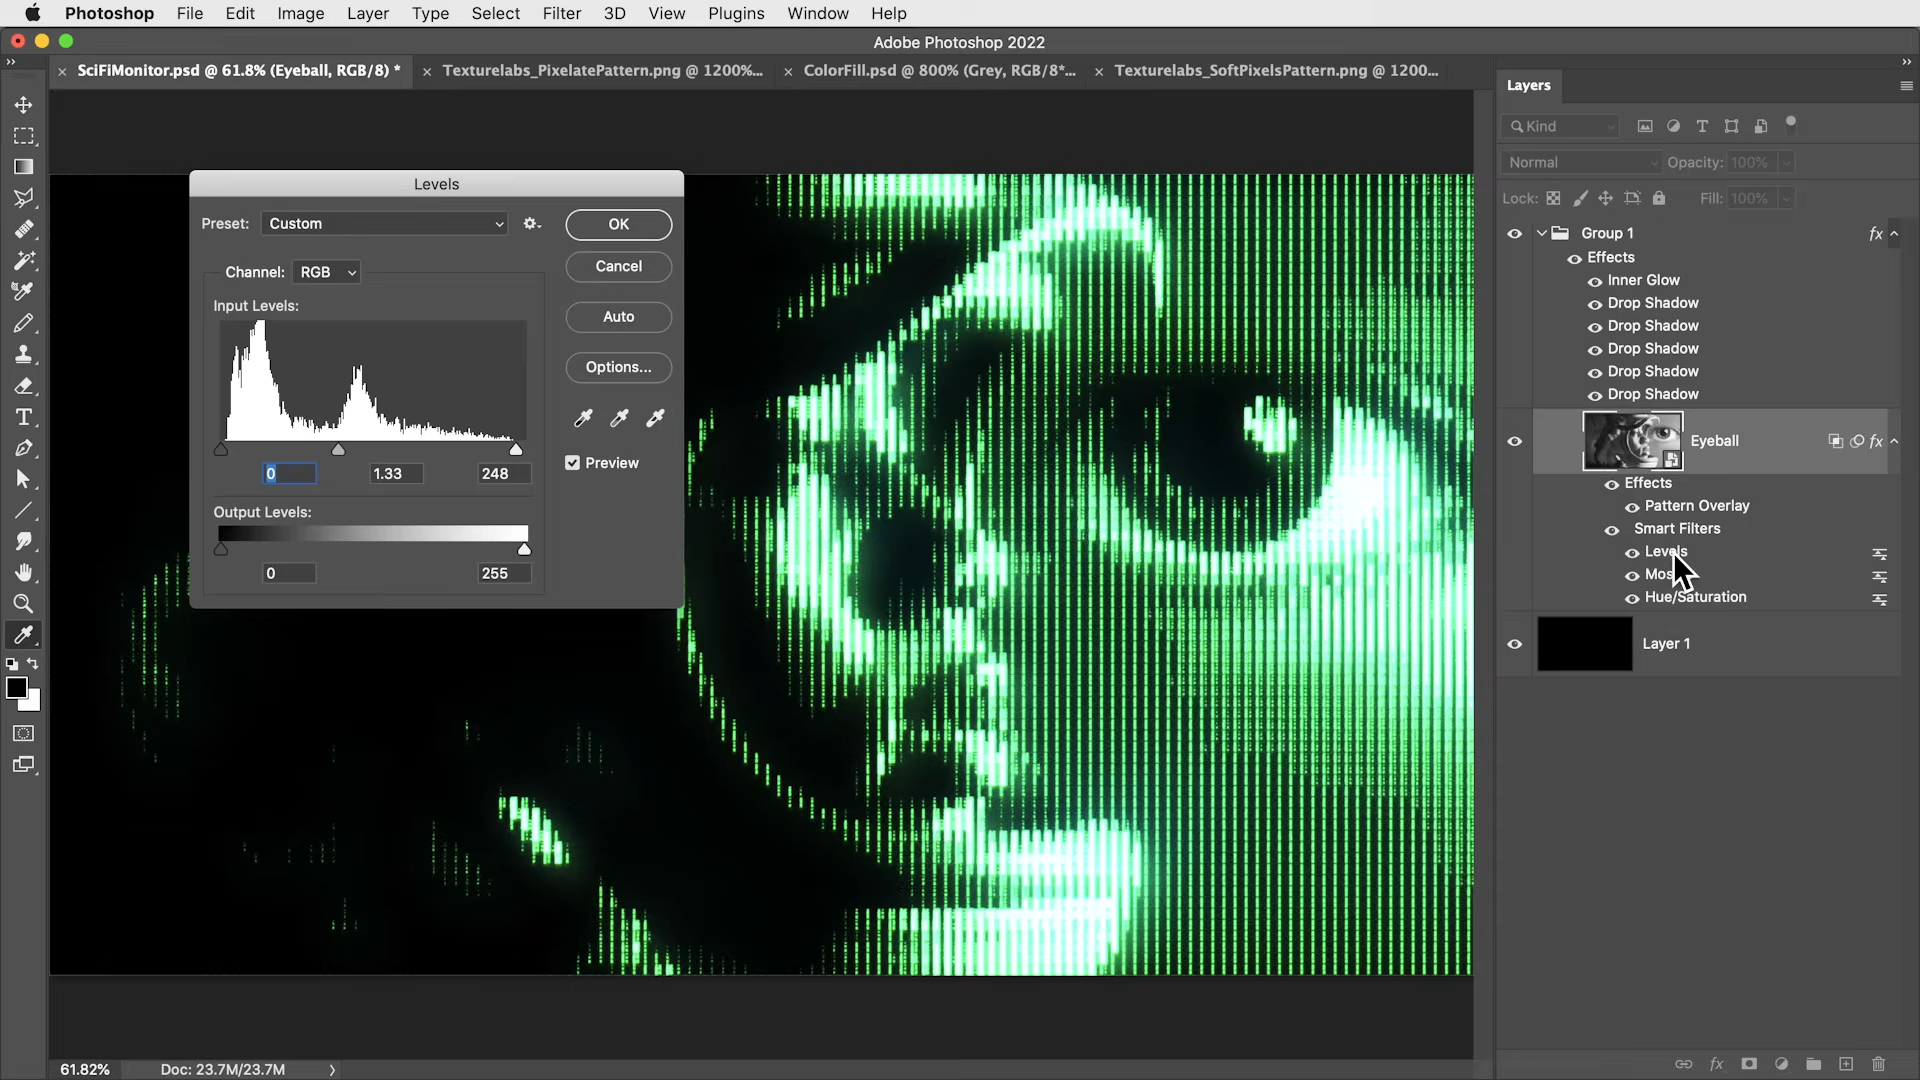 Photoshop File Edit Image Layer Type Select Filter 3D View Plugins Window Help
Adobe Photoshop 2022
SciFiMonitor.psd @ 61.8% (Eyeball, RGB/8) * Texturelabs_PixelatePattern.png @ 1200%... ColorFill.psd @ 800% (Grey, RGB/8*... Texturelabs_SoftPixelsPattern.png @ 1200...
Levels
Preset: Custom
OK
Cancel
Channel: RGB
Input Levels:
Auto
Options...
Preview
0 1.33 248
Output Levels:
0 255
Layers
Kind
Normal Opacity: 100%
Lock: Fill: 100%
Group 1 fx
Effects
Inner Glow
Drop Shadow
Drop Shadow
Drop Shadow
Drop Shadow
Drop Shadow
Eyeball fx
Effects
Pattern Overlay
Smart Filters
Levels
Hue/Saturation
Layer 1
fx
61.82% Doc: 23.7M/23.7M